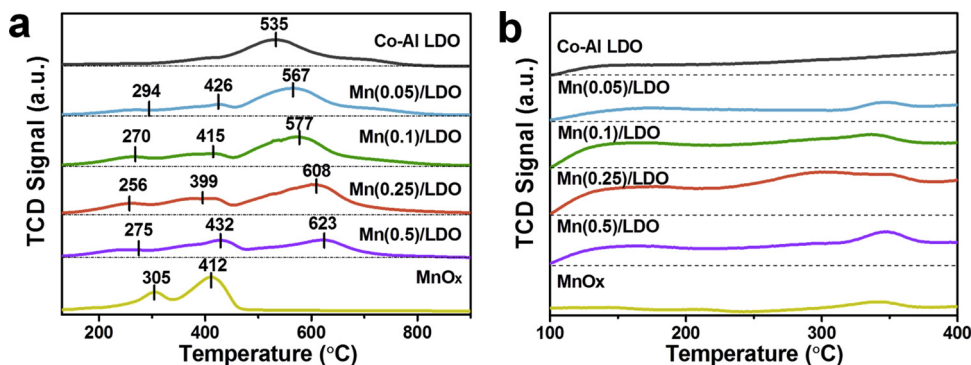 a
TCD Signal (a.u.)
535
Co-Al LDO
294
426
567
Mn(0.05)/LDO
270
415
577
Mn(0.1)/LDO
256
399
608
Mn(0.25)/LDO
275
432
623
Mn(0.5)/LDO
305
412
MnOx
200 400 600 800
Temperature (°C)
b
TCD Signal (a.u.)
Co-Al LDO
Mn(0.05)/LDO
Mn(0.1)/LDO
Mn(0.25)/LDO
Mn(0.5)/LDO
MnOx
100 200 300 400
Temperature (°C)